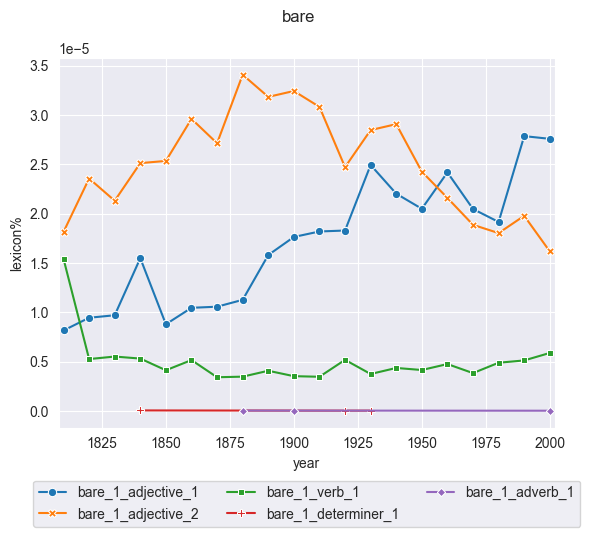 bare
1e−5
3.5
3.0
2.5
2.0
1.5
1.0
0.5
0.0
lexicon%
1825 1850 1875 1900 1925 1950 1975 2000
year
bare_1_adjective_1 bare_1_verb_1 bare_1_adverb_1
bare_1_adjective_2 bare_1_determiner_1